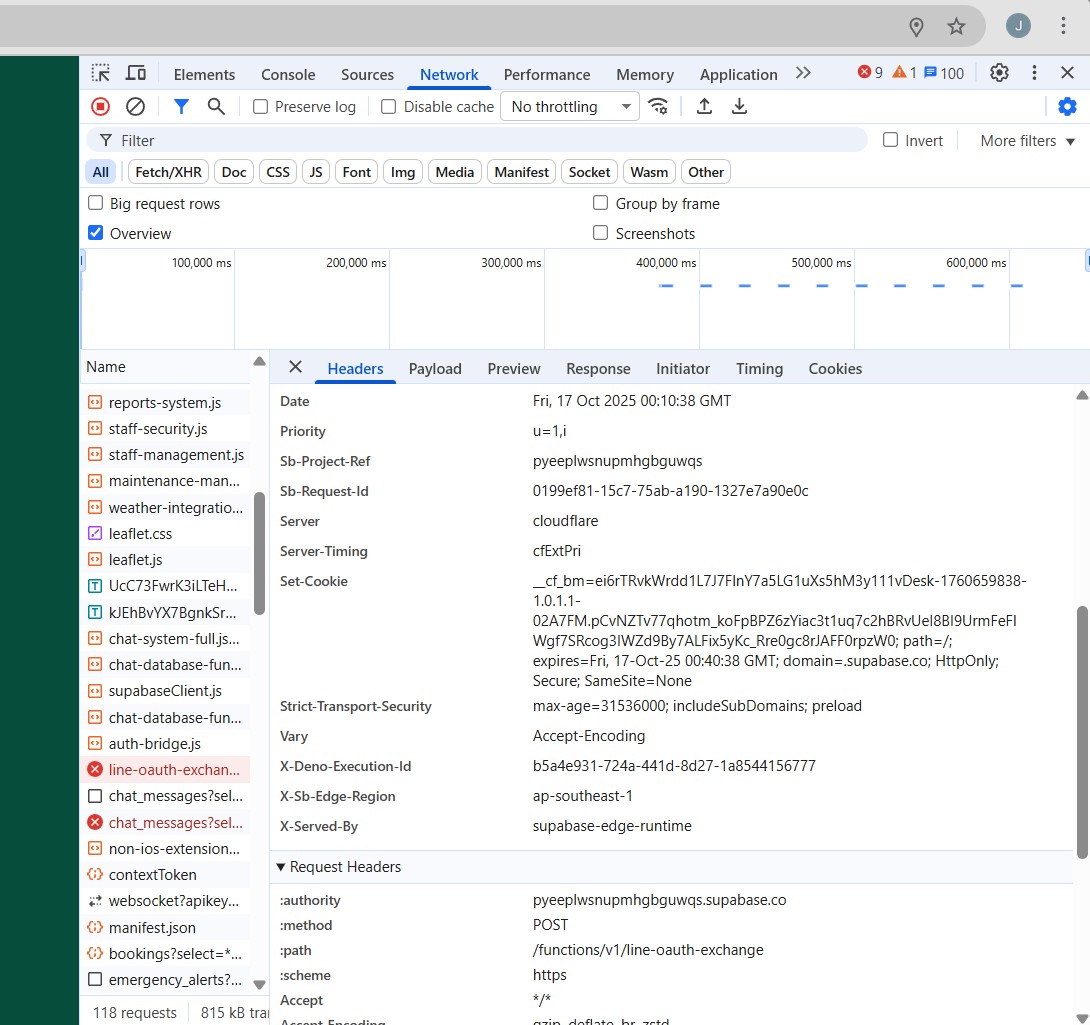 J
Elements Console Sources Network Performance Memory Application 9 1 100
Preserve log Disable cache No throttling
Filter Invert More filters
All Fetch/XHR Doc CSS JS Font Img Media Manifest Socket Wasm Other
Big request rows Group by frame
Overview Screenshots
100,000 ms 200,000 ms 300,000 ms 400,000 ms 500,000 ms 600,000 ms
Name
reports-system.js
staff-security.js
staff-management.js
maintenance-man...
weather-integratio...
leaflet.css
leaflet.js
UcC73FwrK3iLTeH...
kJEhBvYX7BgnkSr...
chat-system-full.js...
chat-database-fun...
supabaseClient.js
chat-database-fun...
auth-bridge.js
line-oauth-exchan...
chat_messages?sel...
chat_messages?sel...
non-ios-extension...
contextToken
websocket?apikey...
manifest.json
bookings?select=*...
emergency_alerts?...
118 requests 815 kB tra
Headers Payload Preview Response Initiator Timing Cookies
Date Fri, 17 Oct 2025 00:10:38 GMT
Priority u=1,i
Sb-Project-Ref pyeeplwsnupmhgbguwqs
Sb-Request-Id 0199ef81-15c7-75ab-a190-1327e7a90e0c
Server cloudflare
Server-Timing cfExtPri
Set-Cookie __cf_bm=ei6rTRvkWrdd1L7J7FInY7a5LG1uXs5hM3y111vDesk-1760659838-
1.0.1.1-
02A7FM.pCvNZTv77qhotm_koFpBPZ6zYiac3t1uq7c2hBRvUel8BI9UrmFeFI
Wgf7SRcog3IWZd9By7ALFix5yKc_Rre0gc8rJAFF0rpzW0; path=/;
expires=Fri, 17-Oct-25 00:40:38 GMT; domain=.supabase.co; HttpOnly;
Secure; SameSite=None
Strict-Transport-Security max-age=31536000; includeSubDomains; preload
Vary Accept-Encoding
X-Deno-Execution-Id b5a4e931-724a-441d-8d27-1a8544156777
X-Sb-Edge-Region ap-southeast-1
X-Served-By supabase-edge-runtime
Request Headers
:authority pyeeplwsnupmhgbguwqs.supabase.co
:method POST
:path /functions/v1/line-oauth-exchange
:scheme https
Accept */*
Accept-Encoding gzip, deflate, br, zstd